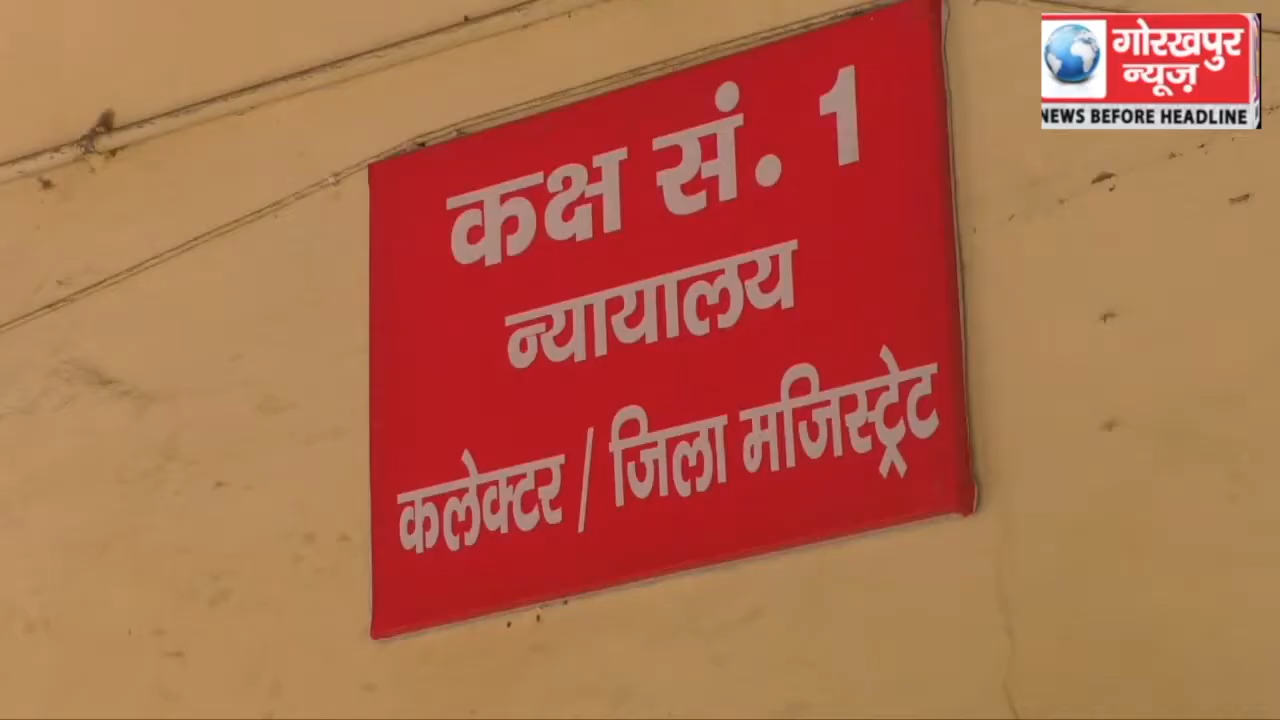 कक्ष सं. 1
न्यायालय
कलेक्टर / जिला मजिस्ट्रेट
गोरखपुर
न्यूज़
NEWS BEFORE HEADLINE